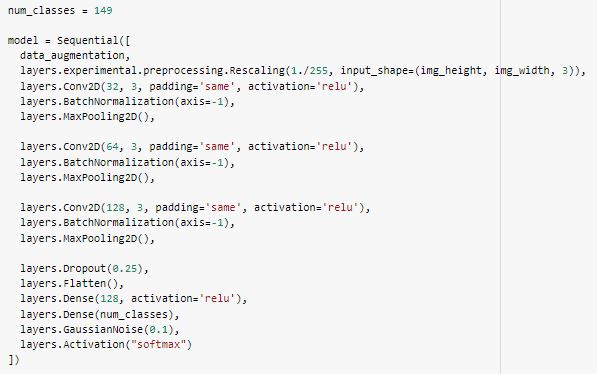 num_classes = 149
model = Sequential([
data_augmentation,
layers.experimental.preprocessing.Rescaling(1./255, input_shape=(img_height, img_width, 3)),
layers.Conv2D(32, 3, padding='same', activation='relu'),
layers.BatchNormalization(axis=-1),
layers.MaxPooling2D(),
layers.Conv2D(64, 3, padding='same', activation='relu'),
layers.BatchNormalization(axis=-1),
layers.MaxPooling2D(),
layers.Conv2D(128, 3, padding='same', activation='relu'),
layers.BatchNormalization(axis=-1),
layers.MaxPooling2D(),
layers.Dropout(0.25),
layers.Flatten(),
layers.Dense(128, activation='relu'),
layers.Dense(num_classes),
layers.GaussianNoise(0.1),
layers.Activation("softmax")
])